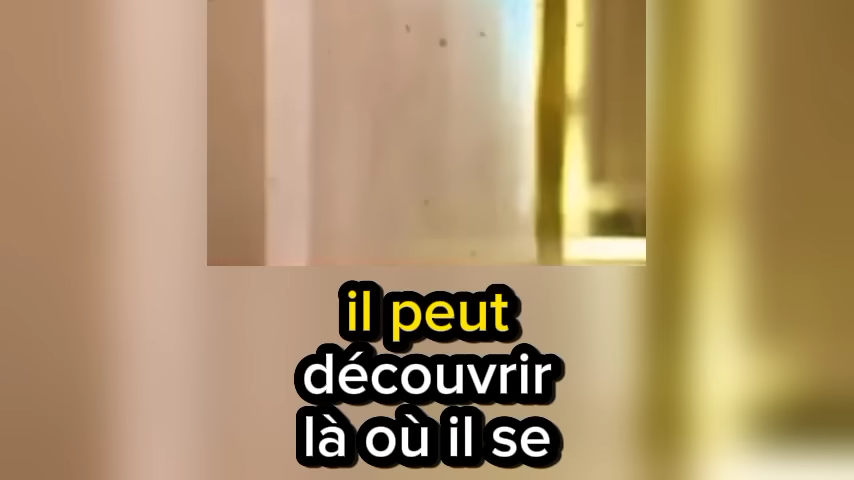 il peut
découvrir
là où il se